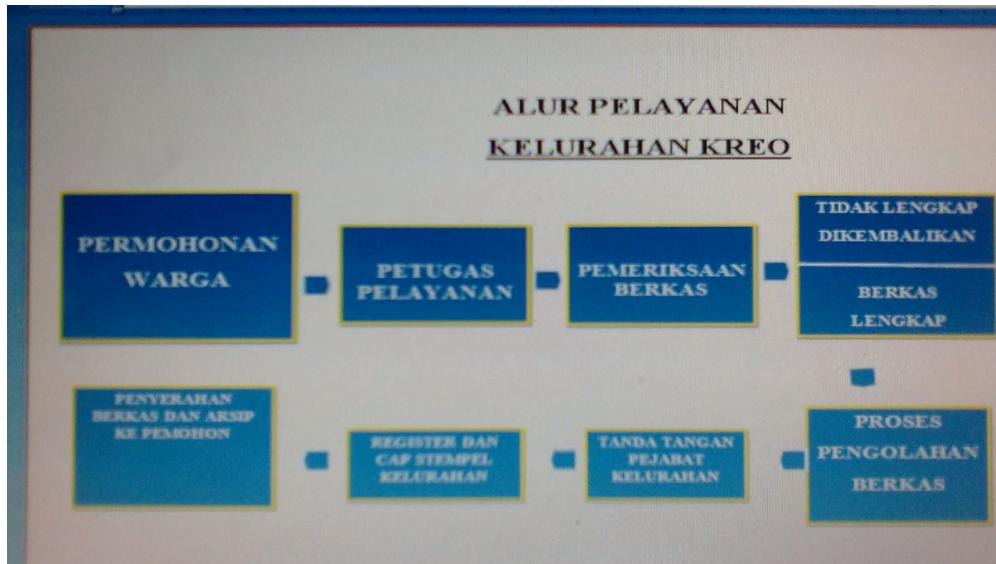 ALUR PELAYANAN
KELURAHAN KREO
PERMOHONAN
WARGA
PETUGAS
PELAYANAN
PEMERIKSAAN
BERKAS
TIDAK LENGKAP
DIKEMBALIKAN
BERKAS
LENGKAP
PROSES
PENGOLAHAN
BERKAS
TANDA TANGAN
PEJABAT
KELURAHAN
REGISTER DAN
CAP STEMPEL
KELURAHAN
PENYERAHAN
BERKAS DAN ARSIP
KE PEMOHON